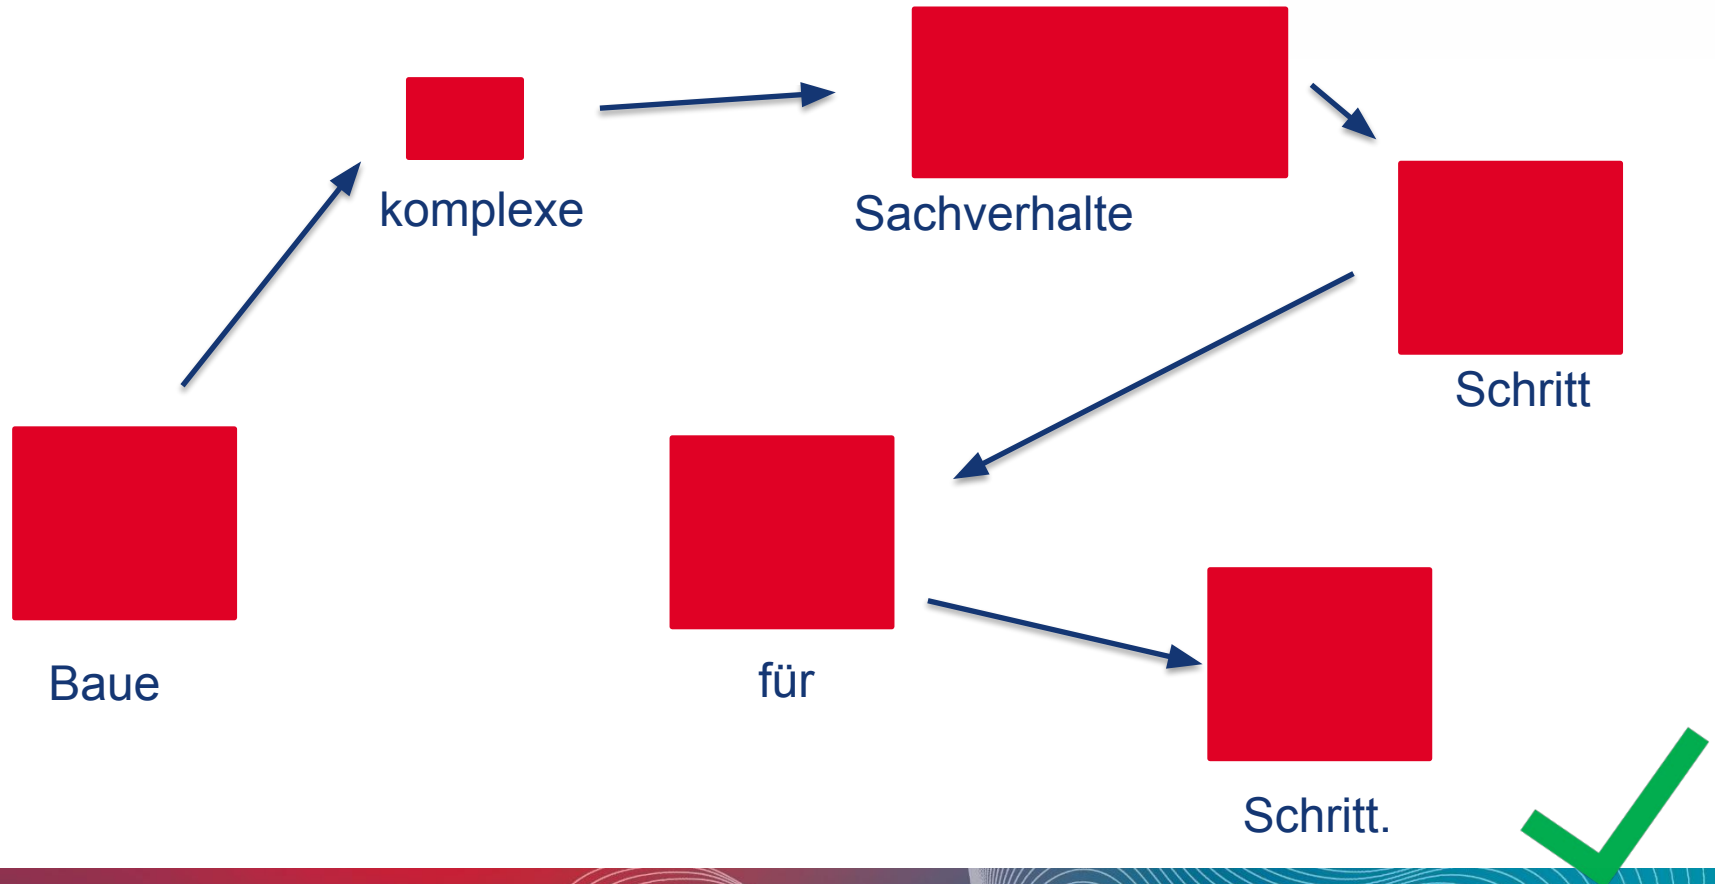 Baue
komplexe
Sachverhalte
Schritt
für
Schritt.